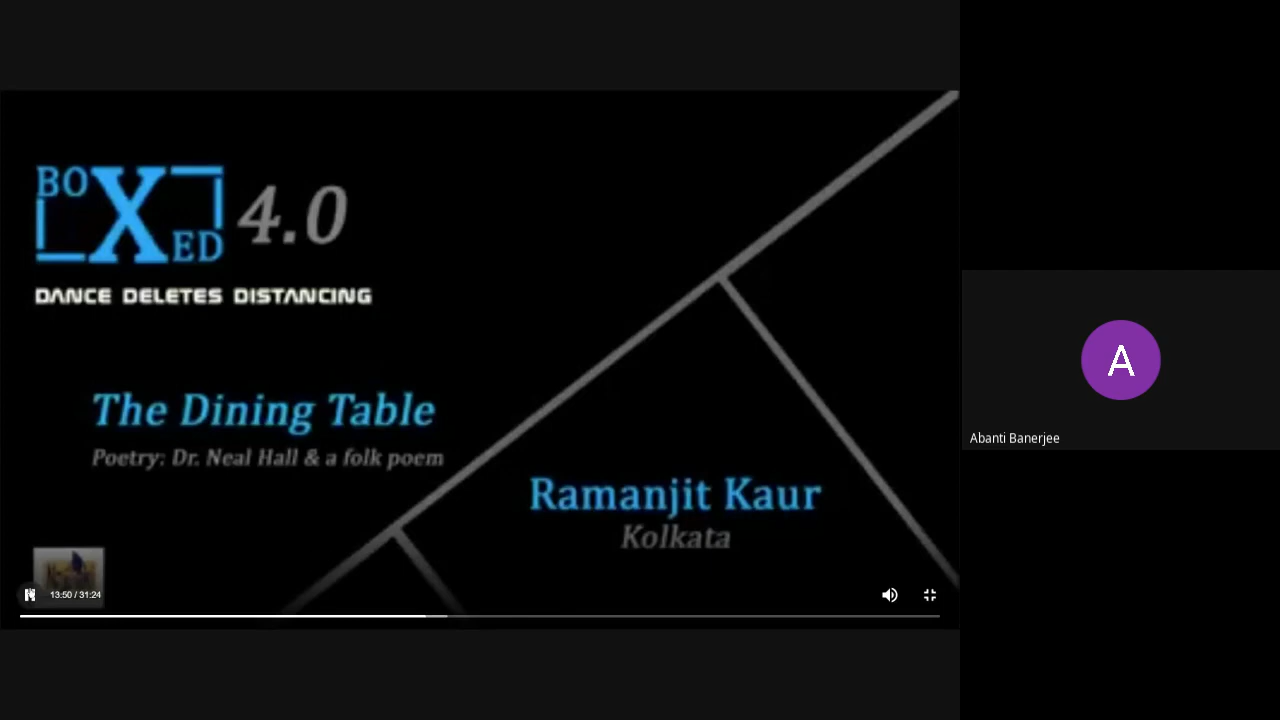 BOXED 4.0
DANCE DELETES DISTANCING
The Dining Table
Poetry: Dr. Neal Hall & a folk poem
Ramanjit Kaur
Kolkata
13:50 / 31:24
A
Abanti Banerjee